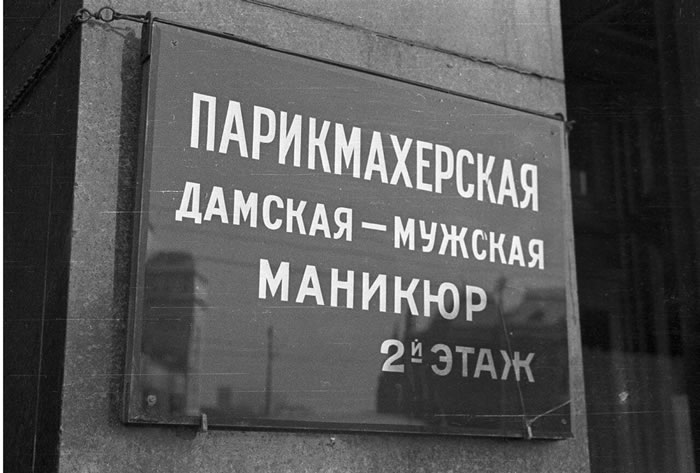 ПАРИКМАХЕРСКАЯ
ДАМСКАЯ — МУЖСКАЯ
МАНИКЮР
2й ЭТАЖ